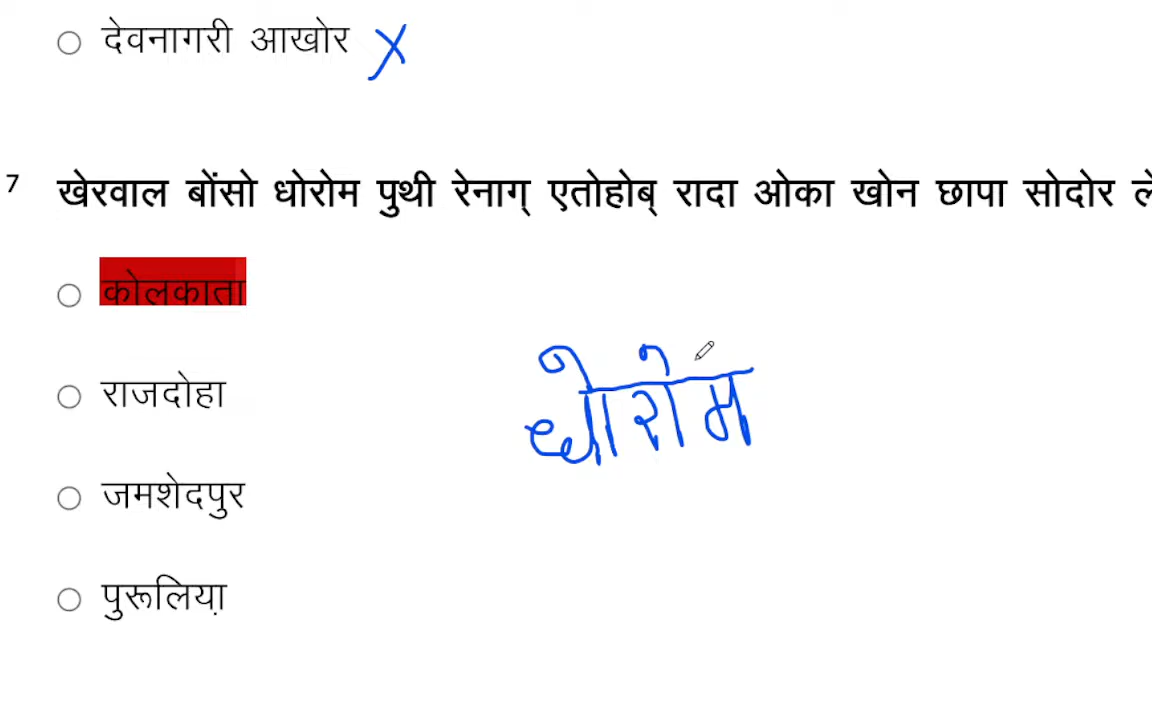 देवनागरी आखोर X
7 खेरवाल बोंसो धोरोम पुथी रेनाग् एतोहोब् रादा ओका खोन छापा सोदोर ले
कोलकाता
राजदोहा
धोरोम
जमशेदपुर
पुरूलिया़